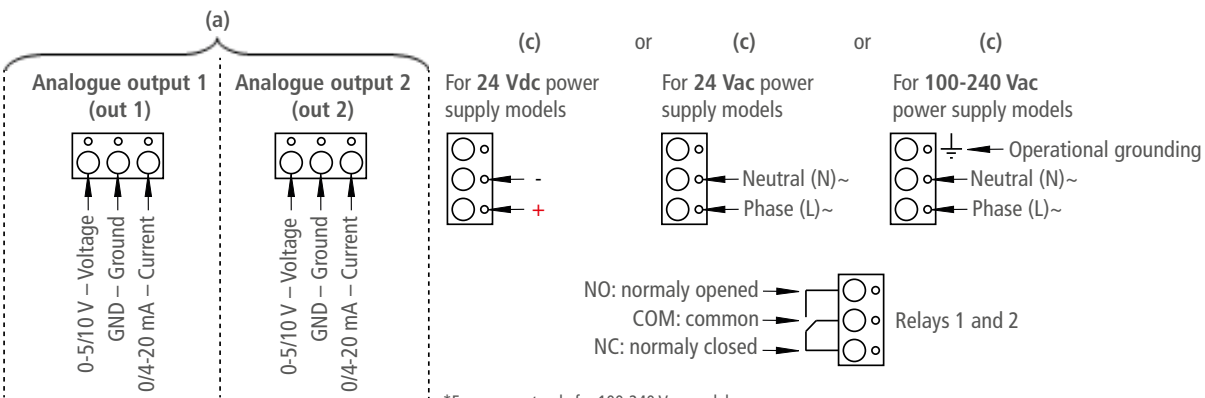 (a)
Analogue output 1
(out 1)
Analogue output 2
(out 2)
0-5/10 V – Voltage
GND – Ground
0/4-20 mA – Current
0-5/10 V – Voltage
GND – Ground
0/4-20 mA – Current
(c) or (c) or (c)
For 24 Vdc power
supply models
-
+
For 24 Vac power
supply models
Neutral (N)~
Phase (L)~
For 100-240 Vac
power supply models
Operational grounding
Neutral (N)~
Phase (L)~
NO: normaly opened
COM: common
NC: normaly closed
Relays 1 and 2